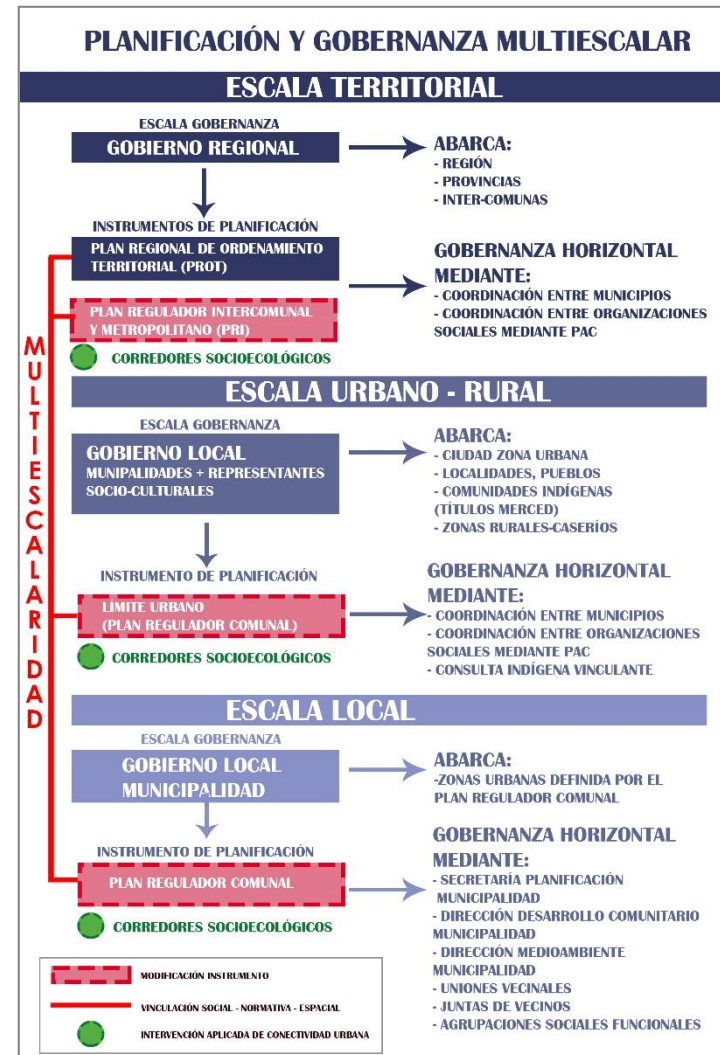 PLANIFICACIÓN Y GOBERNANZA MULTIESCALAR
ESCALA TERRITORIAL
ESCALA GOBERNANZA
GOBIERNO REGIONAL
ABARCA:
- REGIÓN
- PROVINCIAS
- INTER-COMUNAS
INSTRUMENTOS DE PLANIFICACIÓN
PLAN REGIONAL DE ORDENAMIENTO
TERRITORIAL (PROT)
PLAN REGULADOR INTERCOMUNAL
Y METROPOLITANO (PRI)
CORREDORES SOCIOECOLÓGICOS
GOBERNANZA HORIZONTAL
MEDIANTE:
- COORDINACIÓN ENTRE MUNICIPIOS
- COORDINACIÓN ENTRE ORGANIZACIONES
SOCIALES MEDIANTE PAC
MULTIESCALARIDAD
ESCALA URBANO - RURAL
ESCALA GOBERNANZA
GOBIERNO LOCAL
MUNIPALIDADES + REPRESENTANTES
SOCIO-CULTURALES
ABARCA:
- CIUDAD ZONA URBANA
- LOCALIDADES, PUEBLOS
- COMUNIDADES INDÍGENAS
(TÍTULOS MERCED)
- ZONAS RURALES-CASERÍOS
INSTRUMENTO DE PLANIFICACIÓN
LÍMITE URBANO
(PLAN REGULADOR COMUNAL)
CORREDORES SOCIOECOLÓGICOS
GOBERNANZA HORIZONTAL
MEDIANTE:
- COORDINACIÓN ENTRE MUNICIPIOS
- COORDINACIÓN ENTRE ORGANIZACIONES
SOCIALES MEDIANTE PAC
- CONSULTA INDÍGENA VINCULANTE
ESCALA LOCAL
ESCALA GOBERNANZA
GOBIERNO LOCAL
MUNICIPALIDAD
ABARCA:
-ZONAS URBANAS DEFINIDA POR EL
PLAN REGULADOR COMUNAL
INSTRUMENTO DE PLANIFICACIÓN
PLAN REGULADOR COMUNAL
CORREDORES SOCIOECOLÓGICOS
GOBERNANZA HORIZONTAL
MEDIANTE:
- SECRETARÍA PLANIFICACIÓN
MUNICIPALIDAD
- DIRECCIÓN DESARROLLO COMUNITARIO
MUNICIPALIDAD
- DIRECCIÓN MEDIOAMBIENTE
MUNICIPALIDAD
- UNIONES VECINALES
- JUNTAS DE VECINOS
- AGRUPACIONES SOCIALES FUNCIONALES
MODIFICACIÓN INSTRUMENTO
VINCULACIÓN SOCIAL - NORMATIVA - ESPACIAL
INTERVENCIÓN APLICADA DE CONECTIVIDAD URBANA